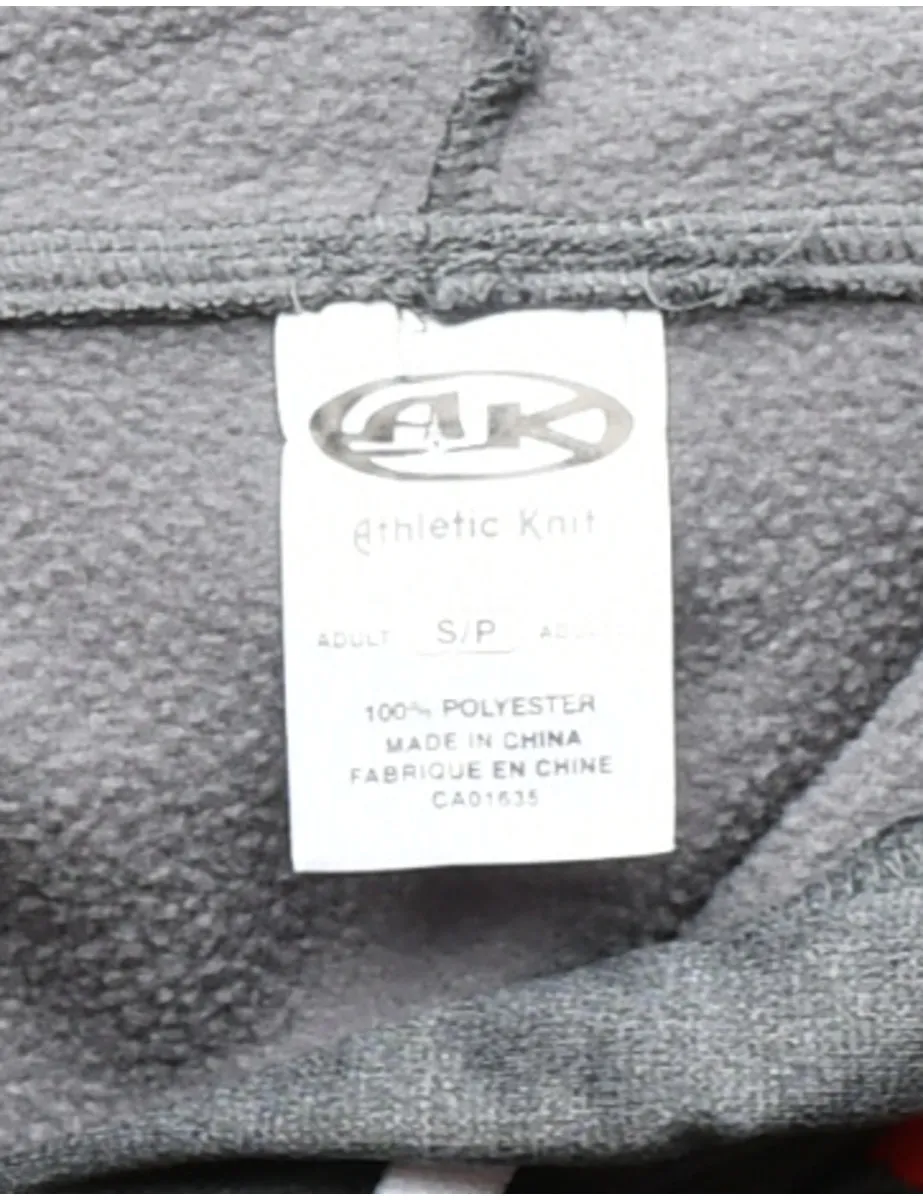 AK
Athletic Knit
ADULT S/P
100% POLYESTER
MADE IN CHINA
FABRIQUE EN CHINE
CA01635